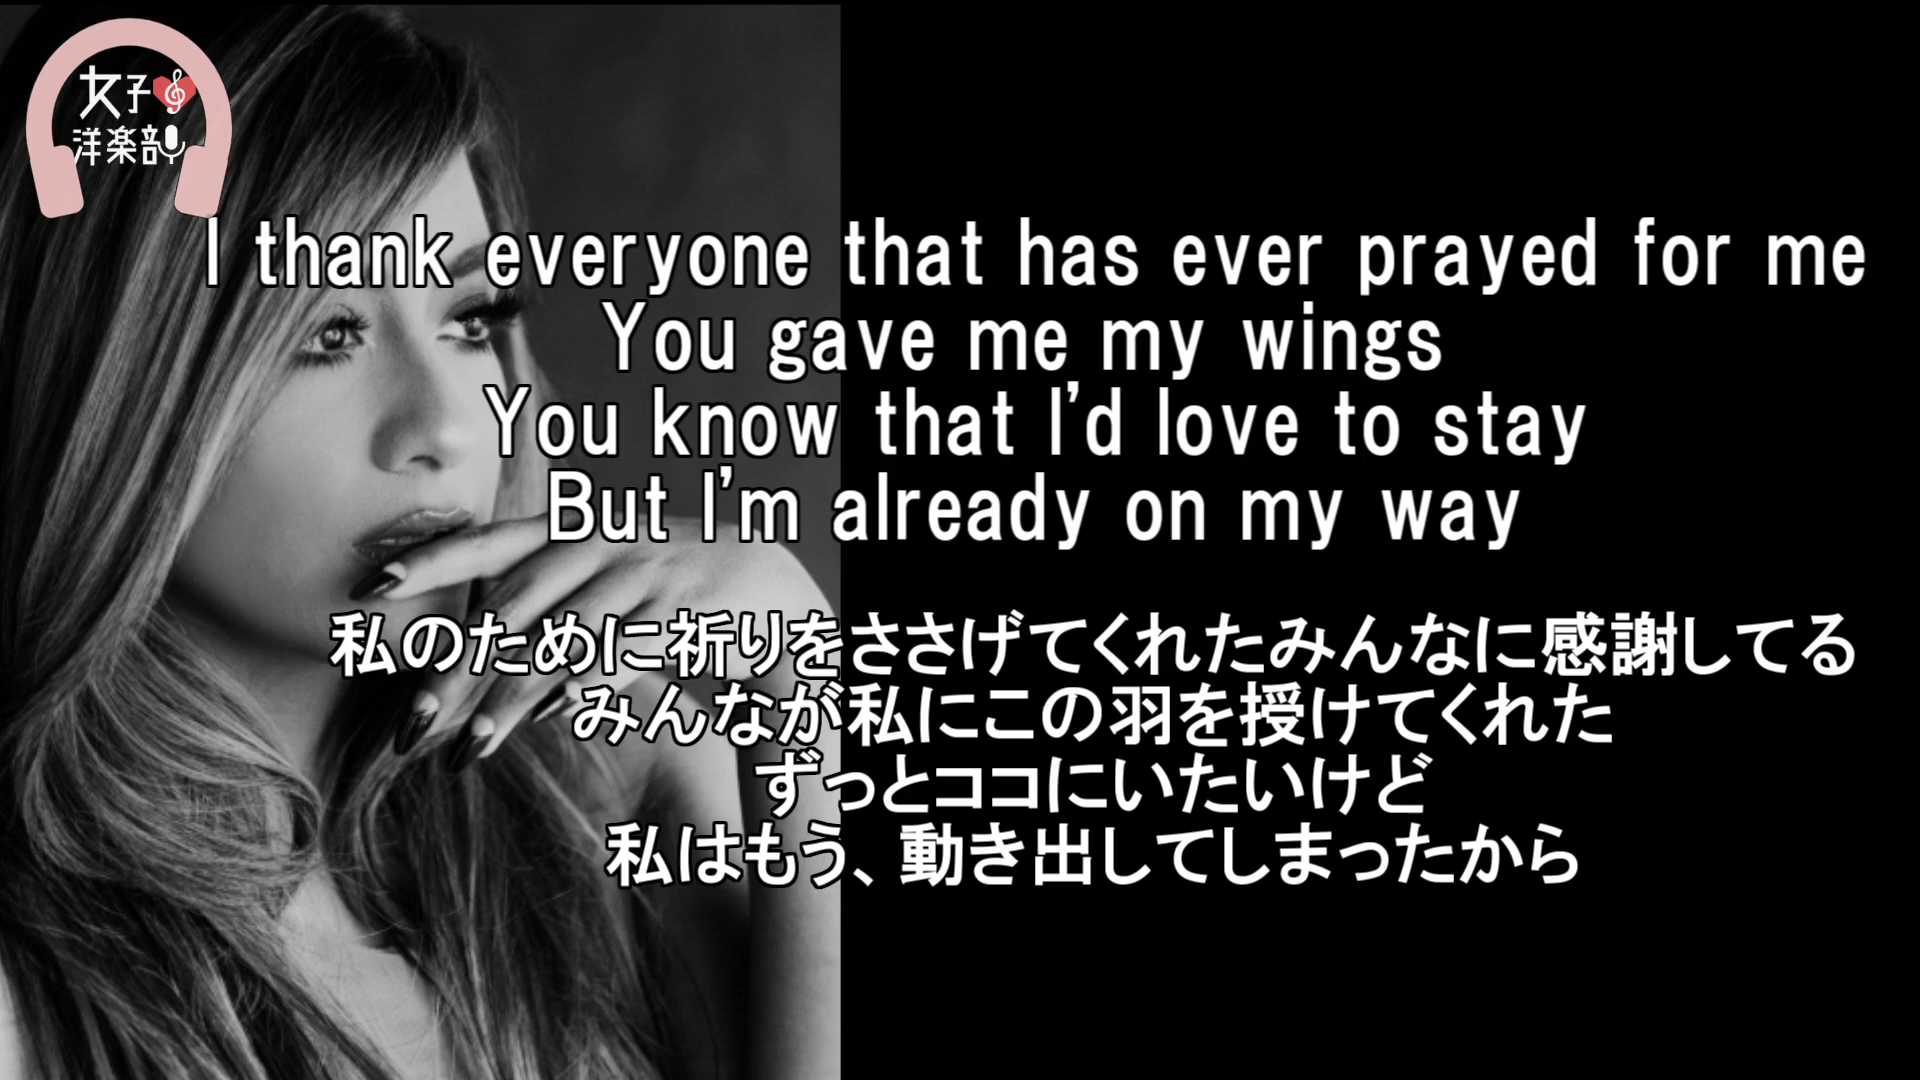 女子
洋楽部
I thank everyone that has ever prayed for me
You gave me my wings
You know that I'd love to stay
But I'm already on my way
私のために祈りをささげてくれたみんなに感謝してる
みんなが私にこの羽を授けてくれた
ずっとココにいたいけど
私はもう、動き出してしまったから